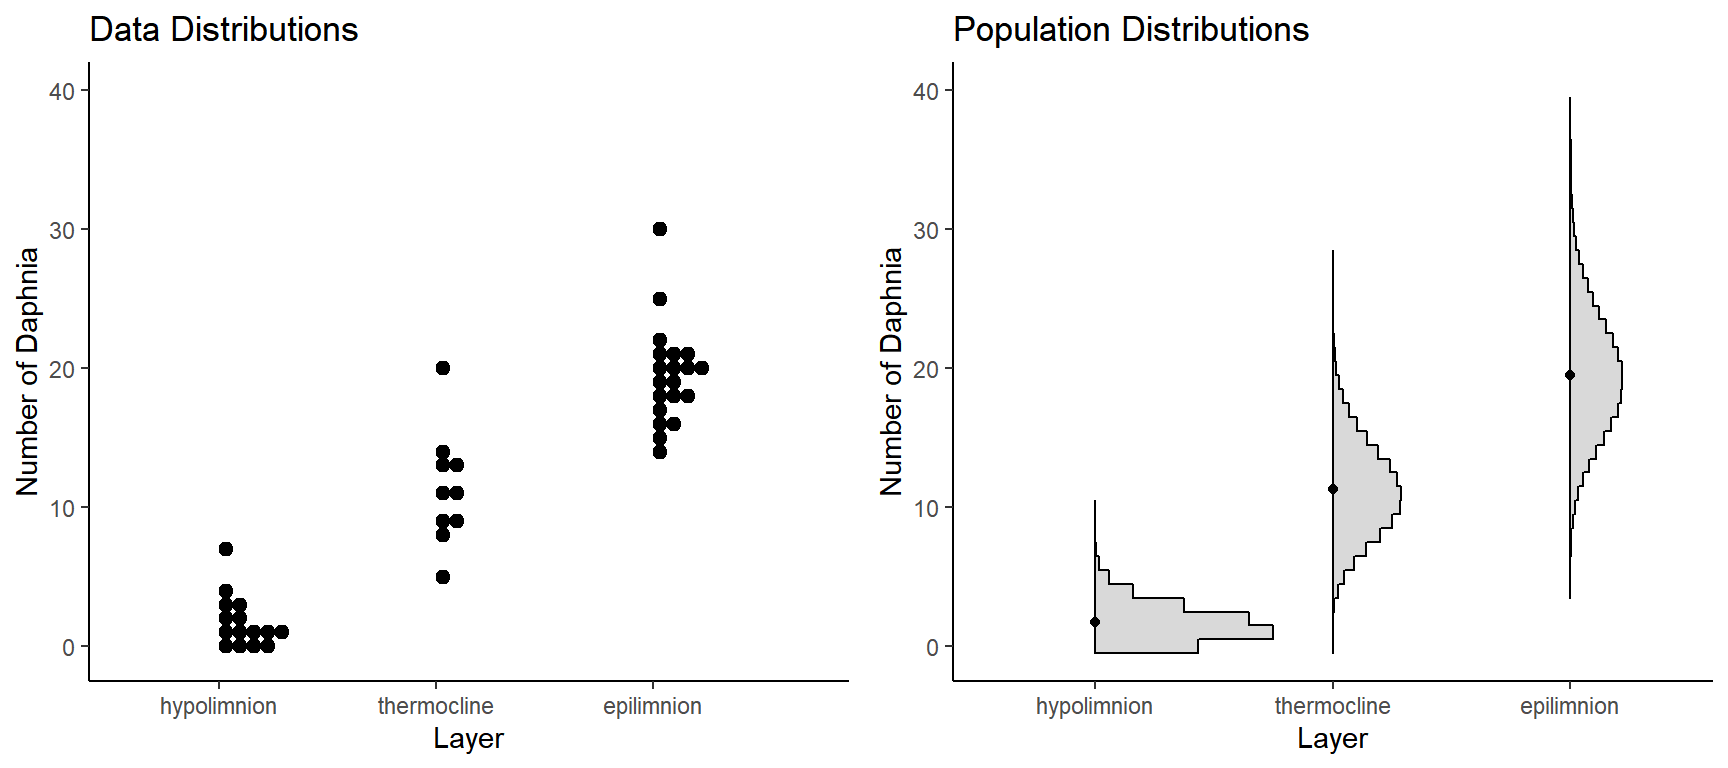 Data Distributions
40
30
20
10
0
Number of Daphnia
hypolimnion thermocline epilimnion
Layer
Population Distributions
40
30
20
10
0
Number of Daphnia
hypolimnion thermocline epilimnion
Layer